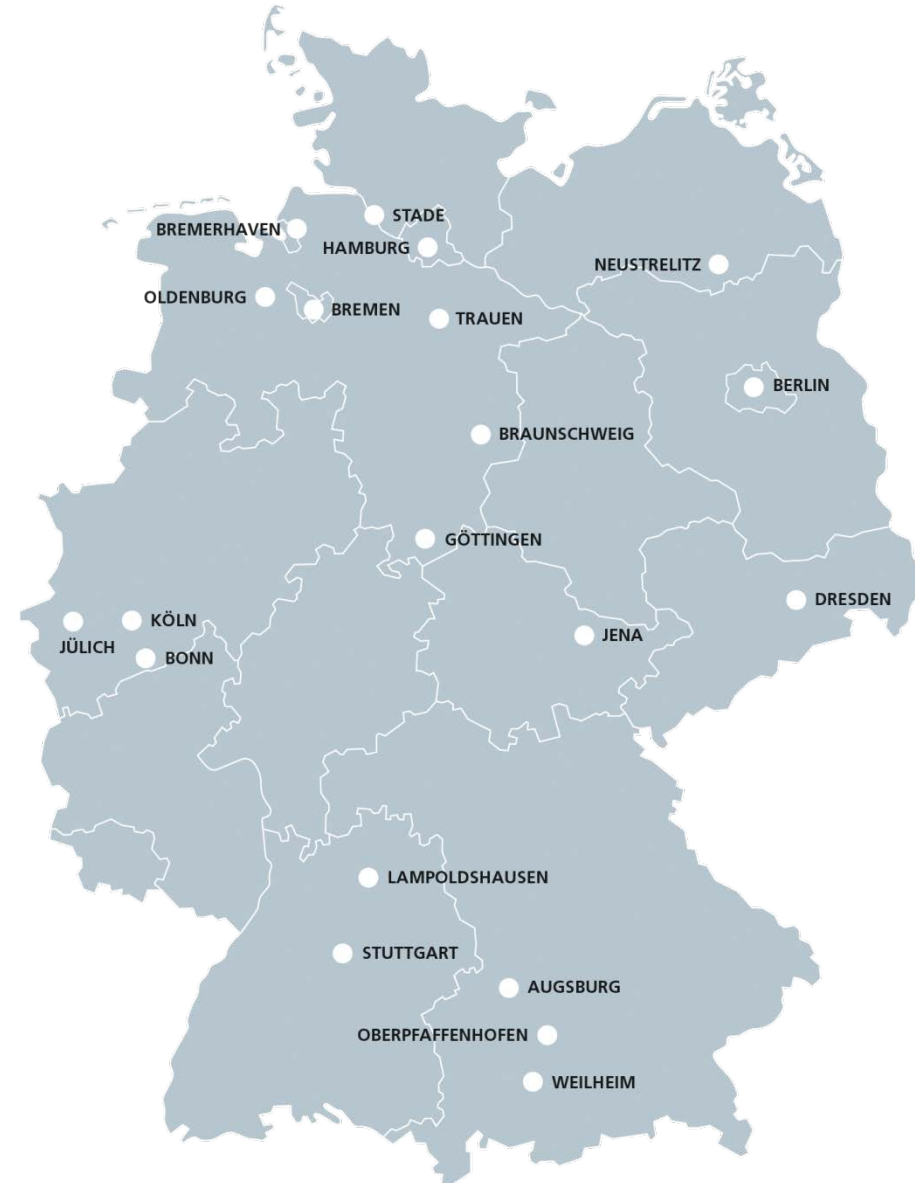 STADE
BREMERHAVEN
HAMBURG
NEUSTRELITZ
OLDENBURG
BREMEN
TRAUEN
BERLIN
BRAUNSCHWEIG
GÖTTINGEN
DRESDEN
KÖLN
JENA
JÜLICH
BONN
LAMPOLDSHAUSEN
STUTTGART
AUGSBURG
OBERPFAFFENHOFEN
WEILHEIM